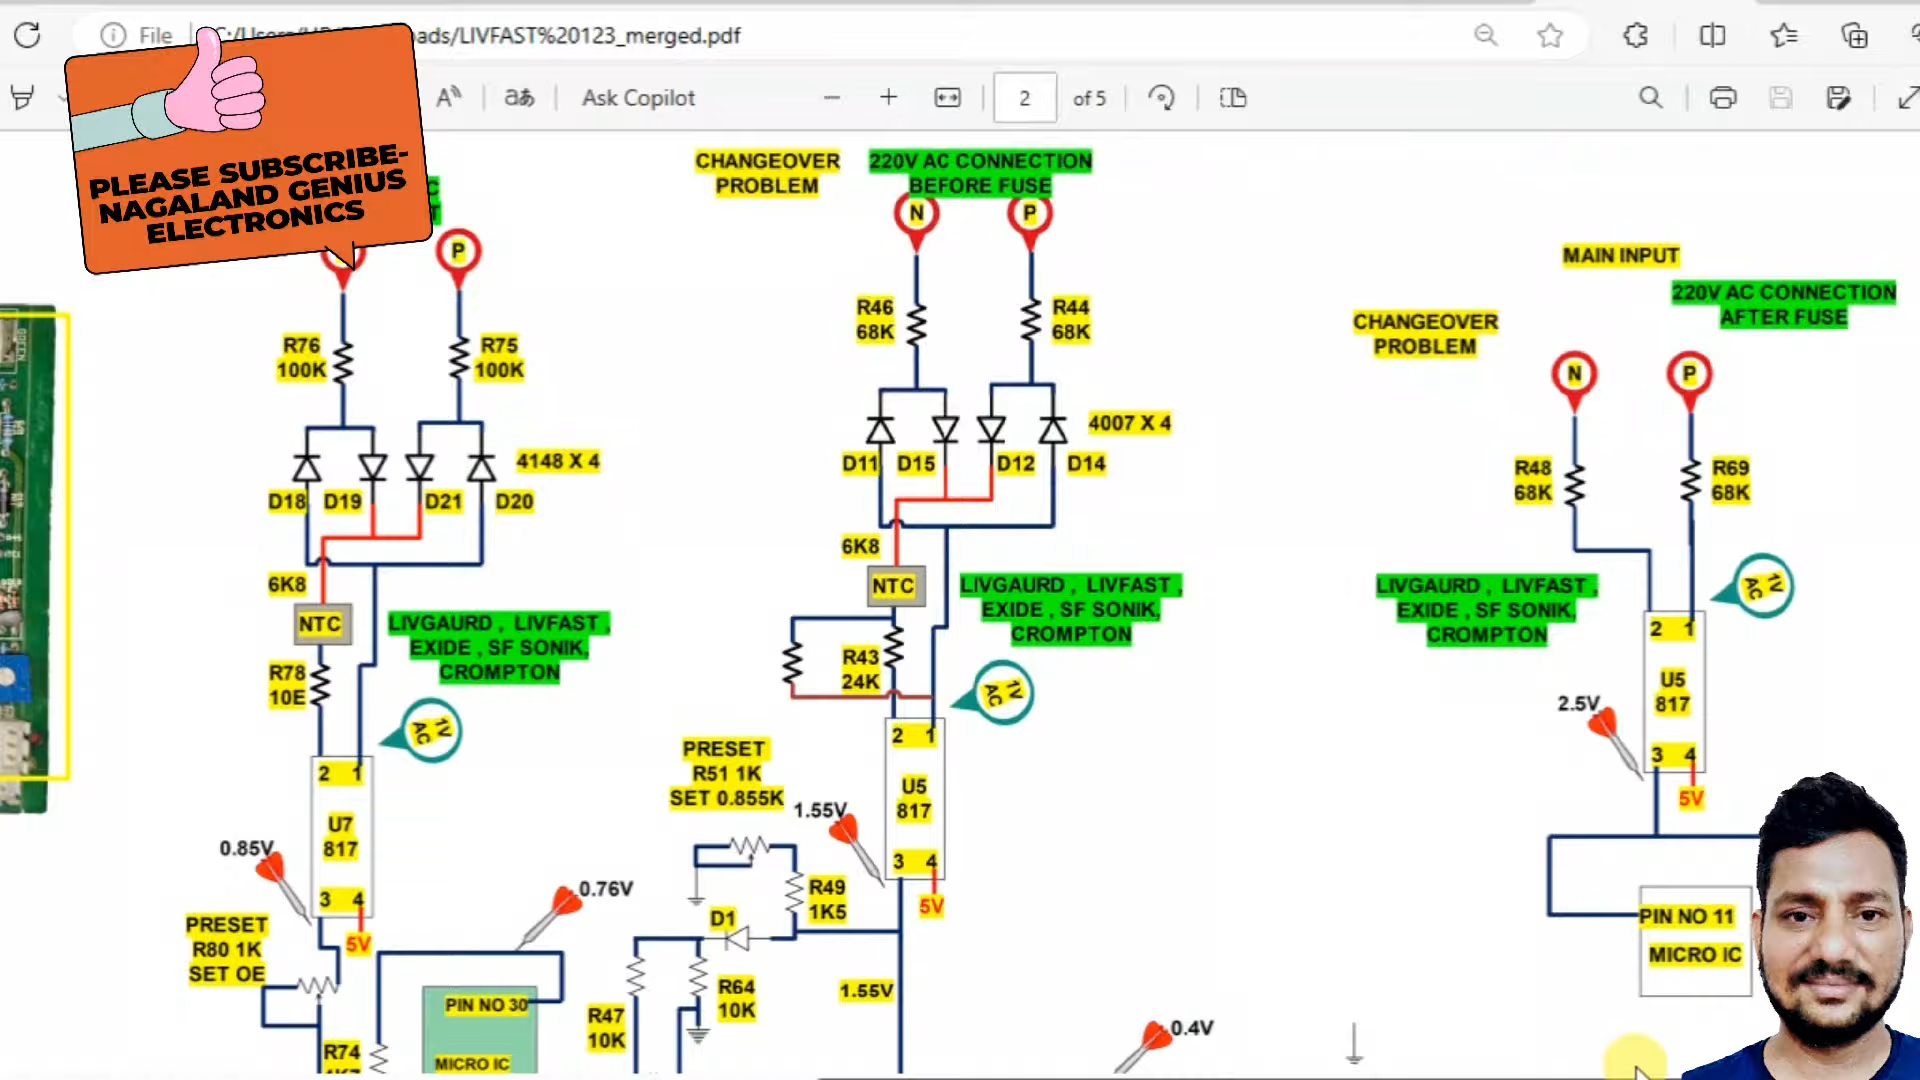 File
C:/Users/
ads/LIVFAST%20123_merged.pdf
Ask Copilot
2
of 5
PLEASE SUBSCRIBE-
NAGALAND GENIUS
ELECTRONICS
P
R76
100K
R75
100K
4148 X 4
D18
D19
D21
D20
6K8
NTC
LIVGAURD , LIVFAST ,
EXIDE , SF SONIK,
CROMPTON
R78
10E
1V
AC
2 1
U7
817
0.85V
3 4
5V
PRESET
R80 1K
SET OE
0.76V
PIN NO 30
MICRO IC
R74
4K7
CHANGEOVER
PROBLEM
220V AC CONNECTION
BEFORE FUSE
N
P
R46
68K
R44
68K
4007 X 4
D11
D15
D12
D14
6K8
NTC
LIVGAURD , LIVFAST ,
EXIDE , SF SONIK,
CROMPTON
R43
24K
1V
AC
2 1
U5
817
PRESET
R51 1K
SET 0.855K
1.55V
3 4
5V
R49
1K5
D1
R64
10K
R47
10K
1.55V
0.4V
MAIN INPUT
220V AC CONNECTION
AFTER FUSE
CHANGEOVER
PROBLEM
N
P
R48
68K
R69
68K
LIVGAURD , LIVFAST ,
EXIDE , SF SONIK,
CROMPTON
1V
AC
2 1
U5
817
2.5V
3 4
5V
PIN NO 11
MICRO IC